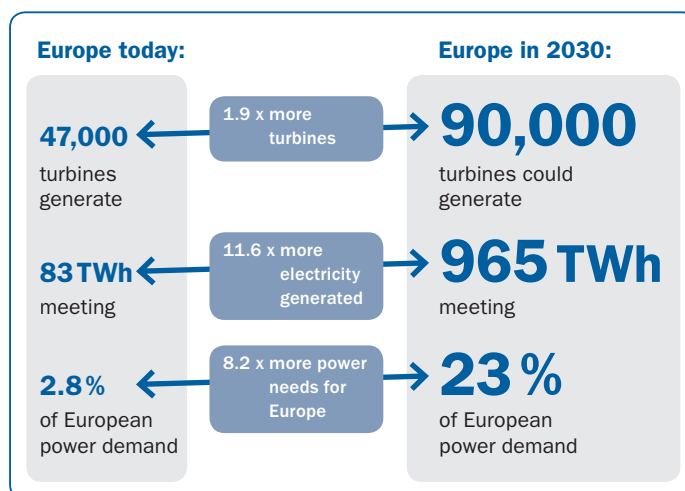 Europe today:
Europe in 2030:
47,000
turbines
generate
1.9 x more
turbines
90,000
turbines could
generate
83 TWh
meeting
11.6 x more
electricity
generated
965 TWh
meeting
2.8%
of European
power demand
8.2 x more power
needs for
Europe
23%
of European
power demand